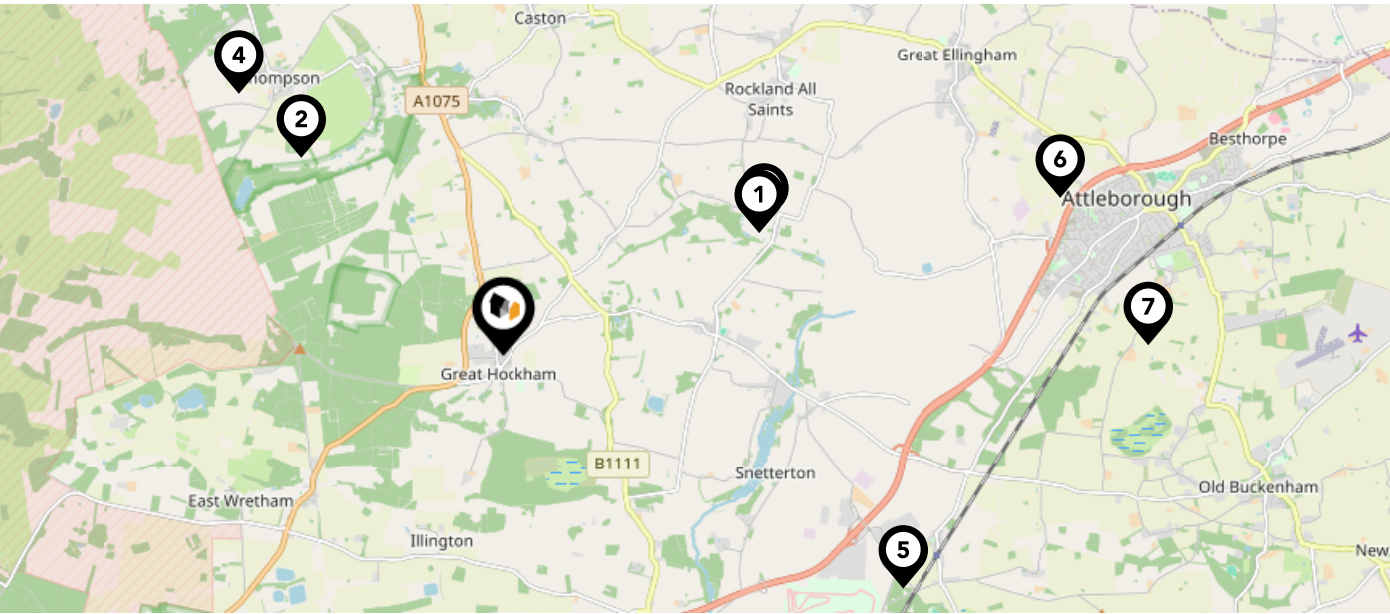 Caston
4
Great Ellingham
hompson
Rockland All
Saints
A1075
2
Besthorpe
6
1
Attleborough
7
Great Hockham
B1111
Snetterton
Old Buckenham
East Wretham
Illington
5
New